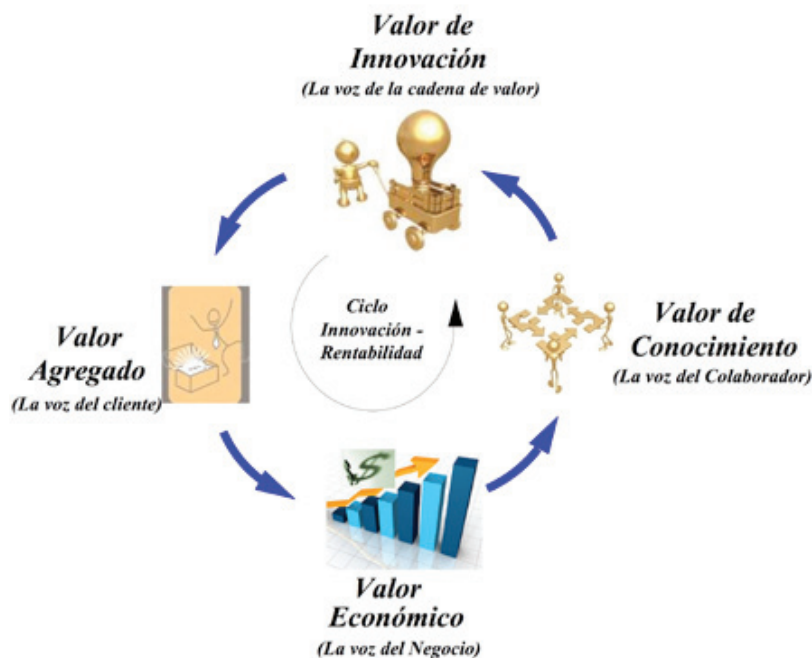 Valor de
Innovación
(La voz de la cadena de valor)
Ciclo
Innovación -
Rentabilidad
Valor
Agregado
(La voz del cliente)
Valor de
Conocimiento
(La voz del Colaborador)
$
Valor
Económico
(La voz del Negocio)